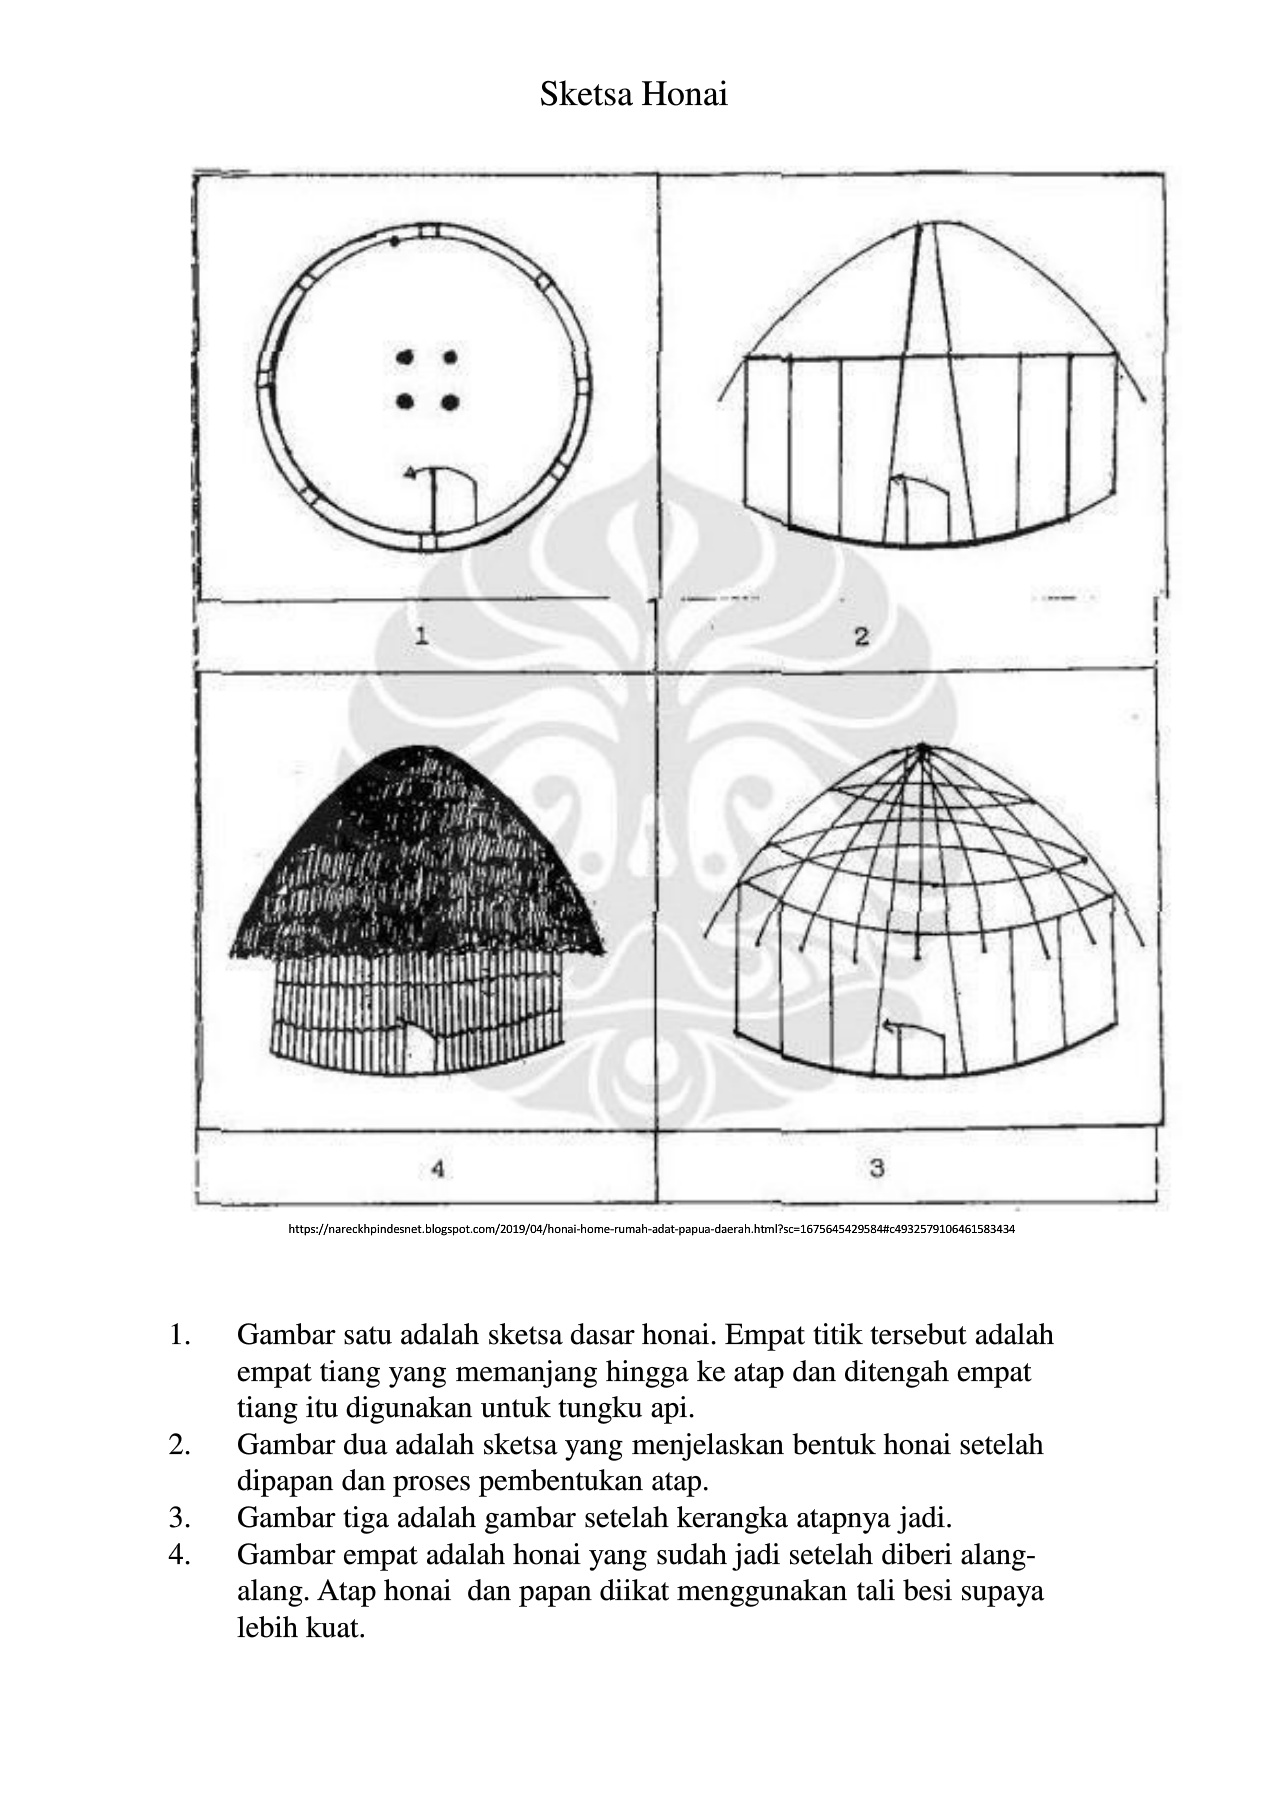 Sketsa Honai
1
2
4
3
https://nareckhpindesnet.blogspot.com/2019/04/honai-home-rumah-adat-papua-daerah.html?sc=1675645429584#c4932579106461583434
1. Gambar satu adalah sketsa dasar honai. Empat titik tersebut adalah
empat tiang yang memanjang hingga ke atap dan ditengah empat
tiang itu digunakan untuk tungku api.
2. Gambar dua adalah sketsa yang menjelaskan bentuk honai setelah
dipapan dan proses pembentukan atap.
3. Gambar tiga adalah gambar setelah kerangka atapnya jadi.
4. Gambar empat adalah honai yang sudah jadi setelah diberi alang-
alang. Atap honai  dan papan diikat menggunakan tali besi supaya
lebih kuat.